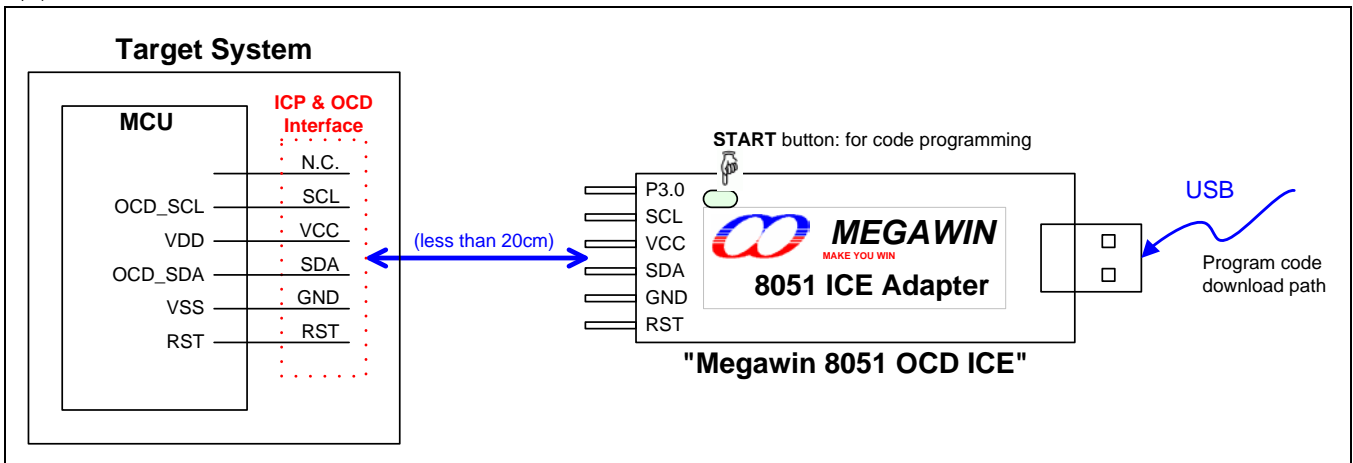 Target System
ICP & OCD
Interface
MCU
N.C.
OCD_SCL
SCL
VDD
VCC
OCD_SDA
SDA
VSS
GND
RST
RST
(less than 20cm)
START button: for code programming
P3.0
SCL
VCC
SDA
GND
RST
MEGAWIN
MAKE YOU WIN
8051 ICE Adapter
"Megawin 8051 OCD ICE"
USB
Program code
download path